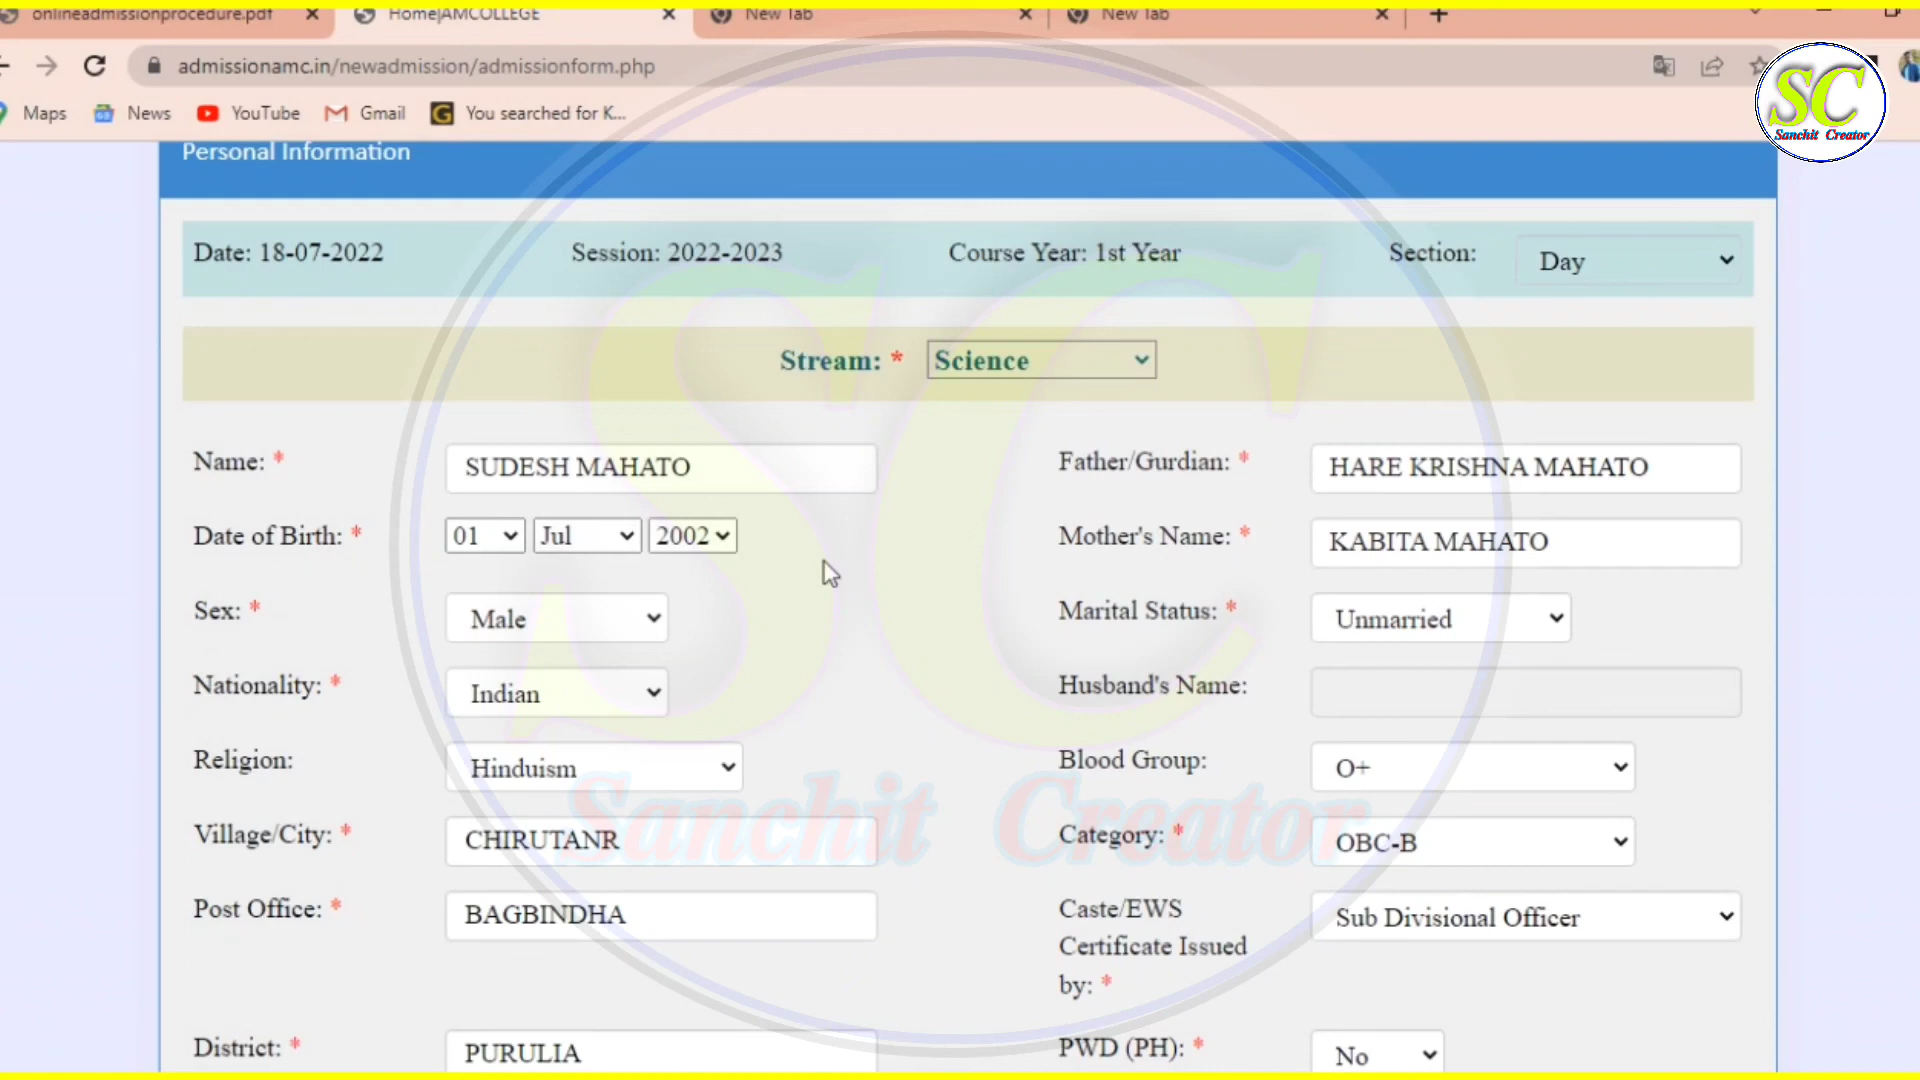 onlineadmissionprocedure.pdf
Home|AMCOLLEGE
New Tab
New Tab
admissionamc.in/newadmission/admissionform.php
Maps
News
YouTube
Gmail
You searched for K...
SC
Sanchit Creator
Personal Information
Date: 18-07-2022 Session: 2022-2023 Course Year: 1st Year Section: Day
Stream: * Science
Name: * SUDESH MAHATO Father/Gurdian: * HARE KRISHNA MAHATO
Date of Birth: * 01 Jul 2002 Mother's Name: * KABITA MAHATO
Sex: * Male Marital Status: * Unmarried
Nationality: * Indian Husband's Name:
Religion: Hinduism Blood Group: O+
Village/City: * CHIRUTANR Category: * OBC-B
Post Office: * BAGBINDHA Caste/EWS Sub Divisional Officer
Certificate Issued
by: *
District: * PURULIA PWD (PH): * No
SC
Sanchit Creator